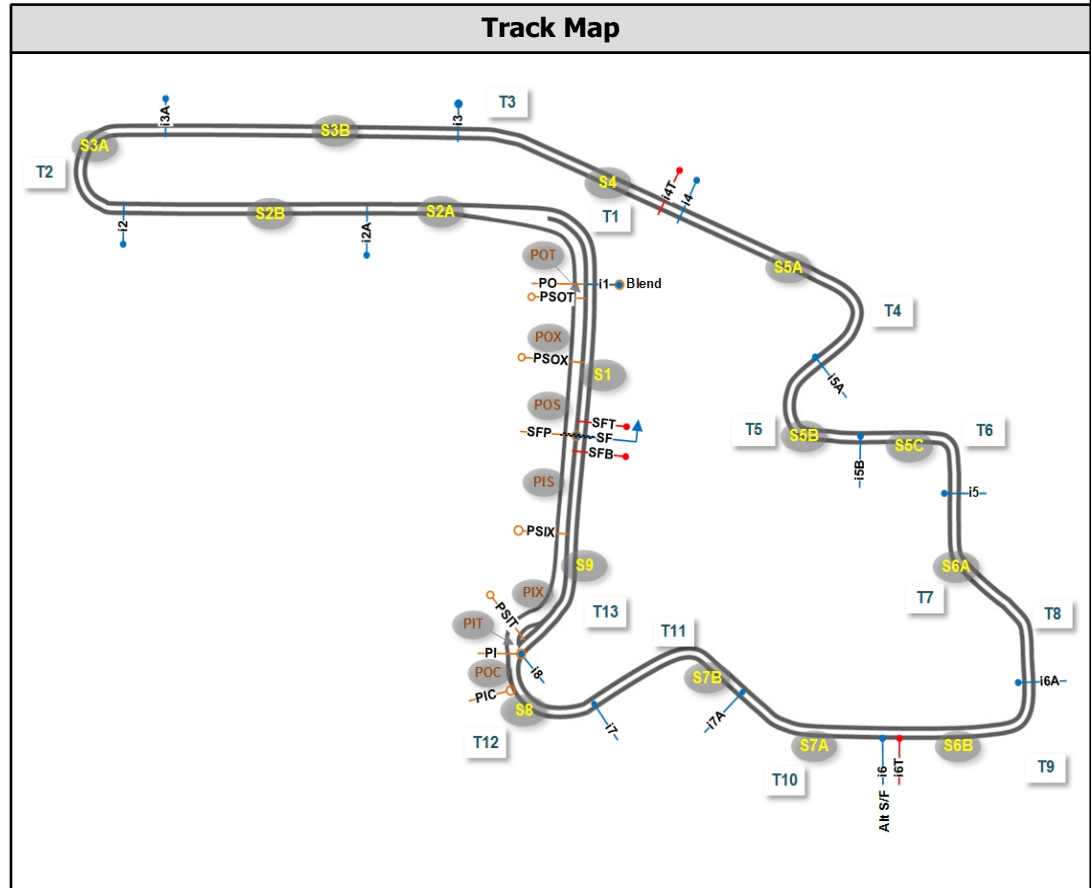 Track Map
i3A
i3
T3
S3B
S3A
T2
S4
i4T
i4
T1
S2A
S2B
i2
i2A
S5A
POT
PO
i1
Blend
PSOT
T4
POX
PSOX
S1
i5A
POS
SFT
SFP
SF
SFB
T5
S5B
S5C
T6
i5B
PIS
i5
PSIX
S9
S6A
PIX
PSIT
T7
T13
T8
PIT
T11
PI
i8
POC
S7B
i6A
PIC
i7A
S8
i7
T12
S7A
S6B
T10
i6
i6T
T9
Alt S/F